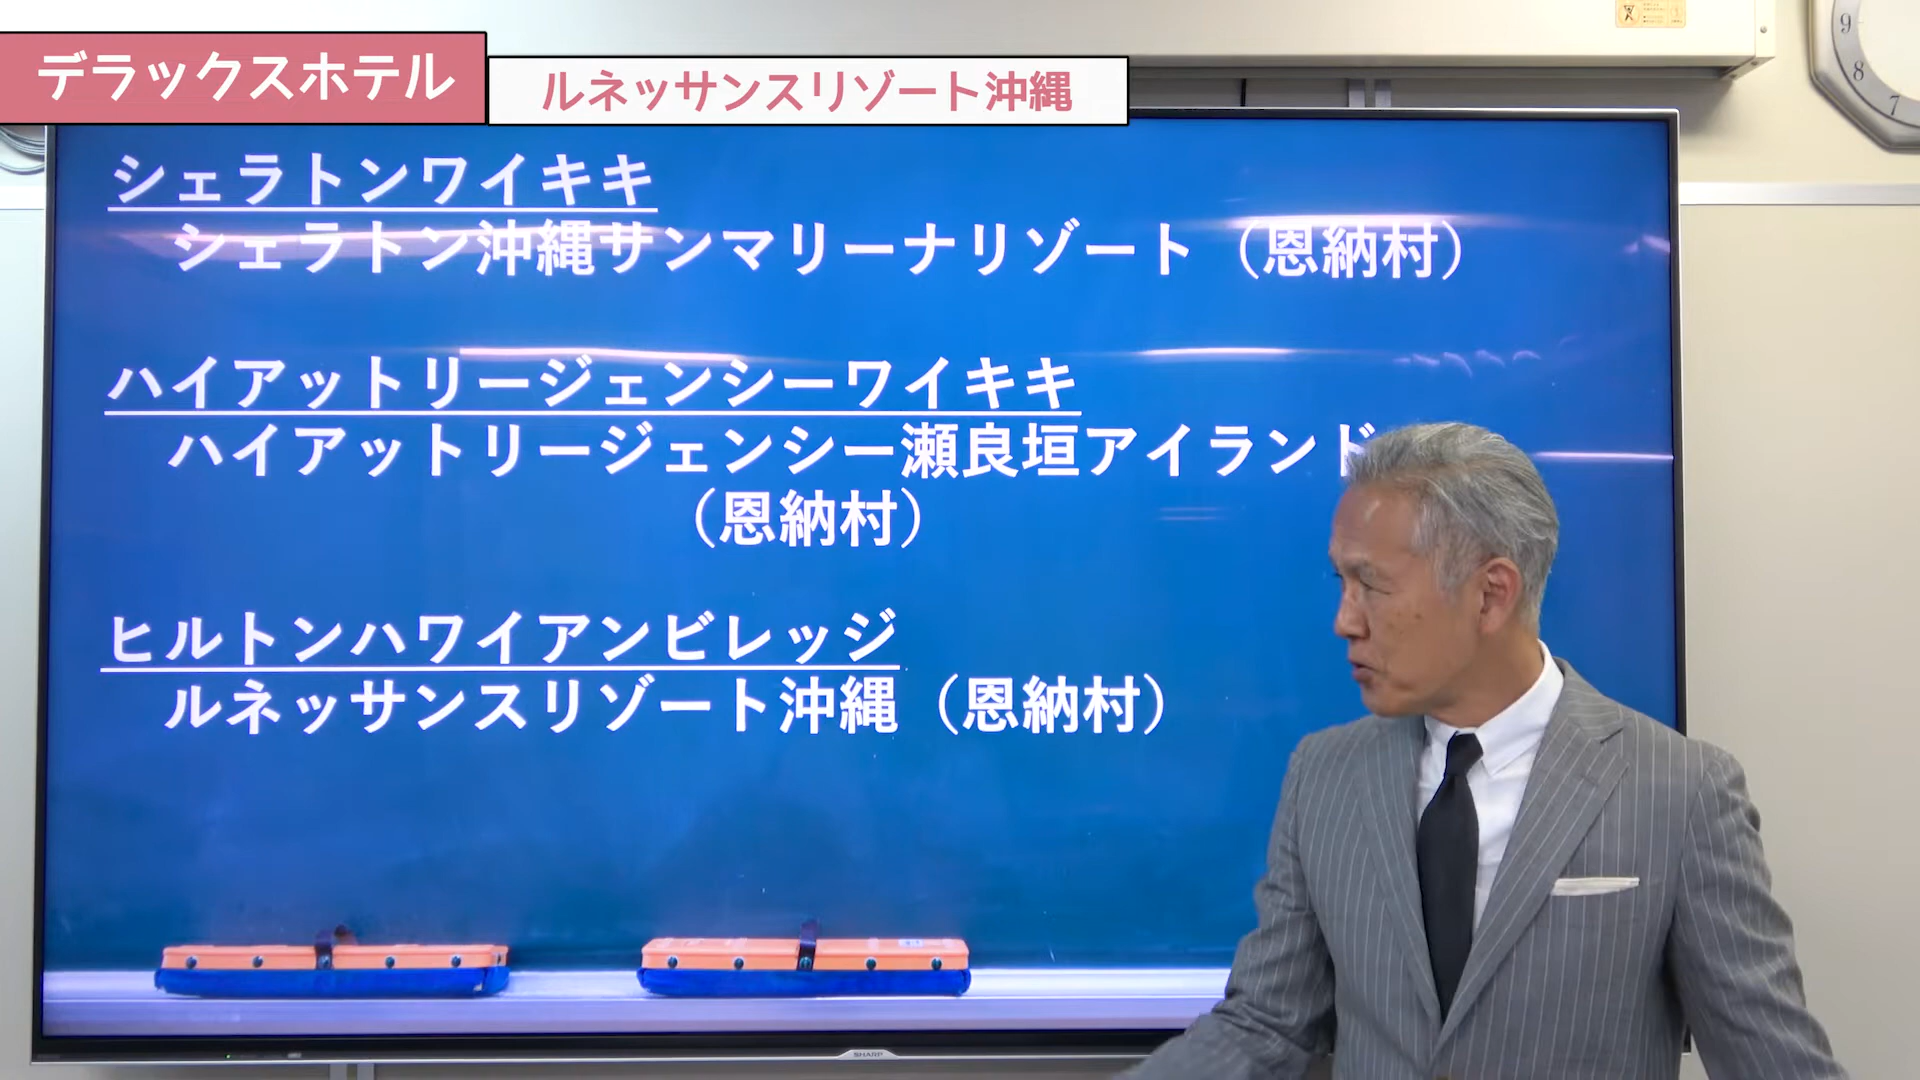 デラックスホテル
ルネッサンスリゾート沖縄
シェラトンワイキキ
シェラトン沖縄サンマリーナリゾート（恩納村）
ハイアットリージェンシーワイキキ
ハイアットリージェンシー瀬良垣アイランド
（恩納村）
ヒルトンハワイアンビレッジ
ルネッサンスリゾート沖縄（恩納村）
SHARP
9
8
7